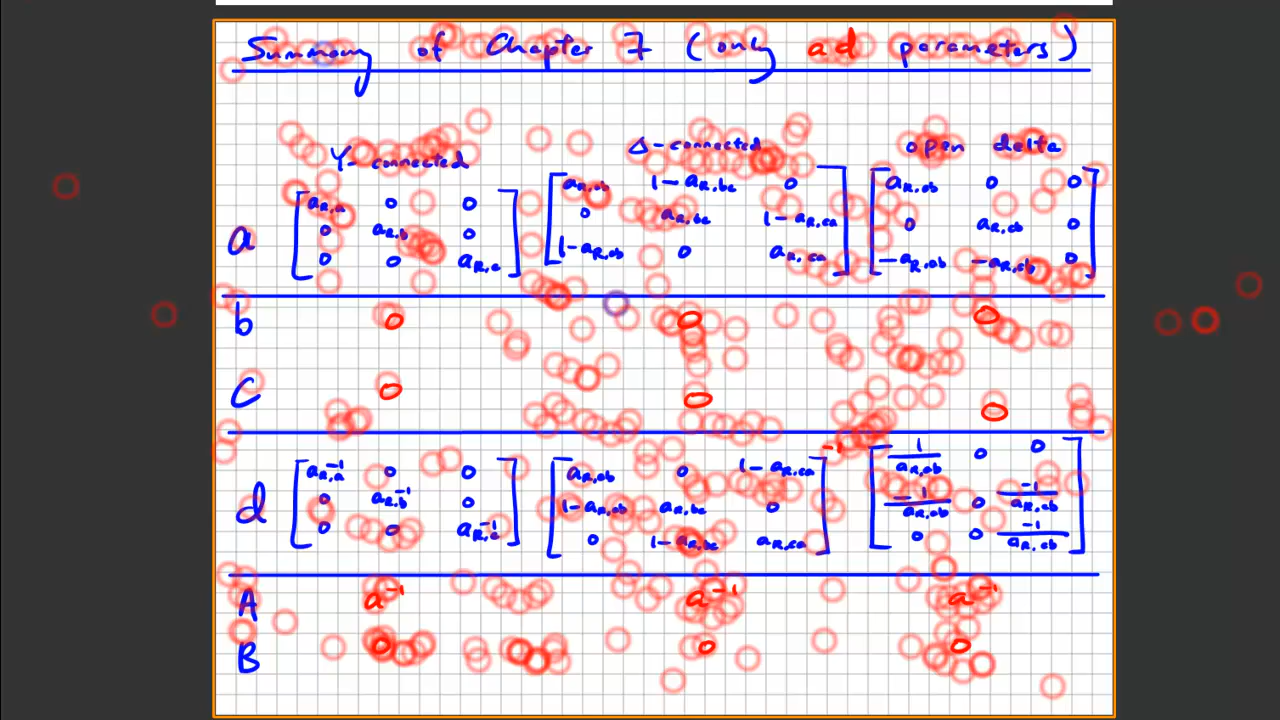 Summary of Chapter 7 (only ad parameters)
Y-connected Δ-connected open delta
a
[ aR,a 0 0 ; 0 aR,b 0 ; 0 0 aR,c ]
[ aR,ab 1-aR,bc 0 ; 0 aR,bc 1-aR,ca ; 1-aR,ab 0 aR,ca ]
[ aR,ab 0 0 ; 0 aR,cb 0 ; -aR,ab -aR,cb 0 ]
b 0 0 0
C 0 0 0
d
[ aR,a⁻¹ 0 0 ; 0 aR,b⁻¹ 0 ; 0 0 aR,c⁻¹ ]
[ aR,ab 0 1-aR,ca ; 1-aR,ab aR,bc 0 ; 0 1-aR,bc aR,ca ]⁻¹
[ 1/aR,ab 0 0 ; -1/aR,ab 0 -1/aR,cb ; 0 0 -1/aR,cb ]
A a⁻¹ a⁻¹ a⁻¹
B 0 0 0